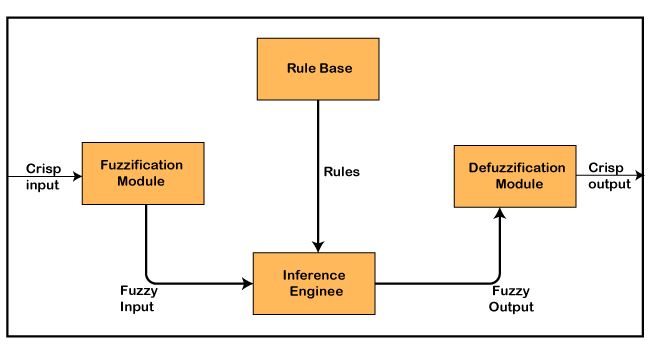 Rule Base
Fuzzification
Module
Defuzzification
Module
Crisp
input
Rules
Crisp
output
Inference
Enginee
Fuzzy
Input
Fuzzy
Output